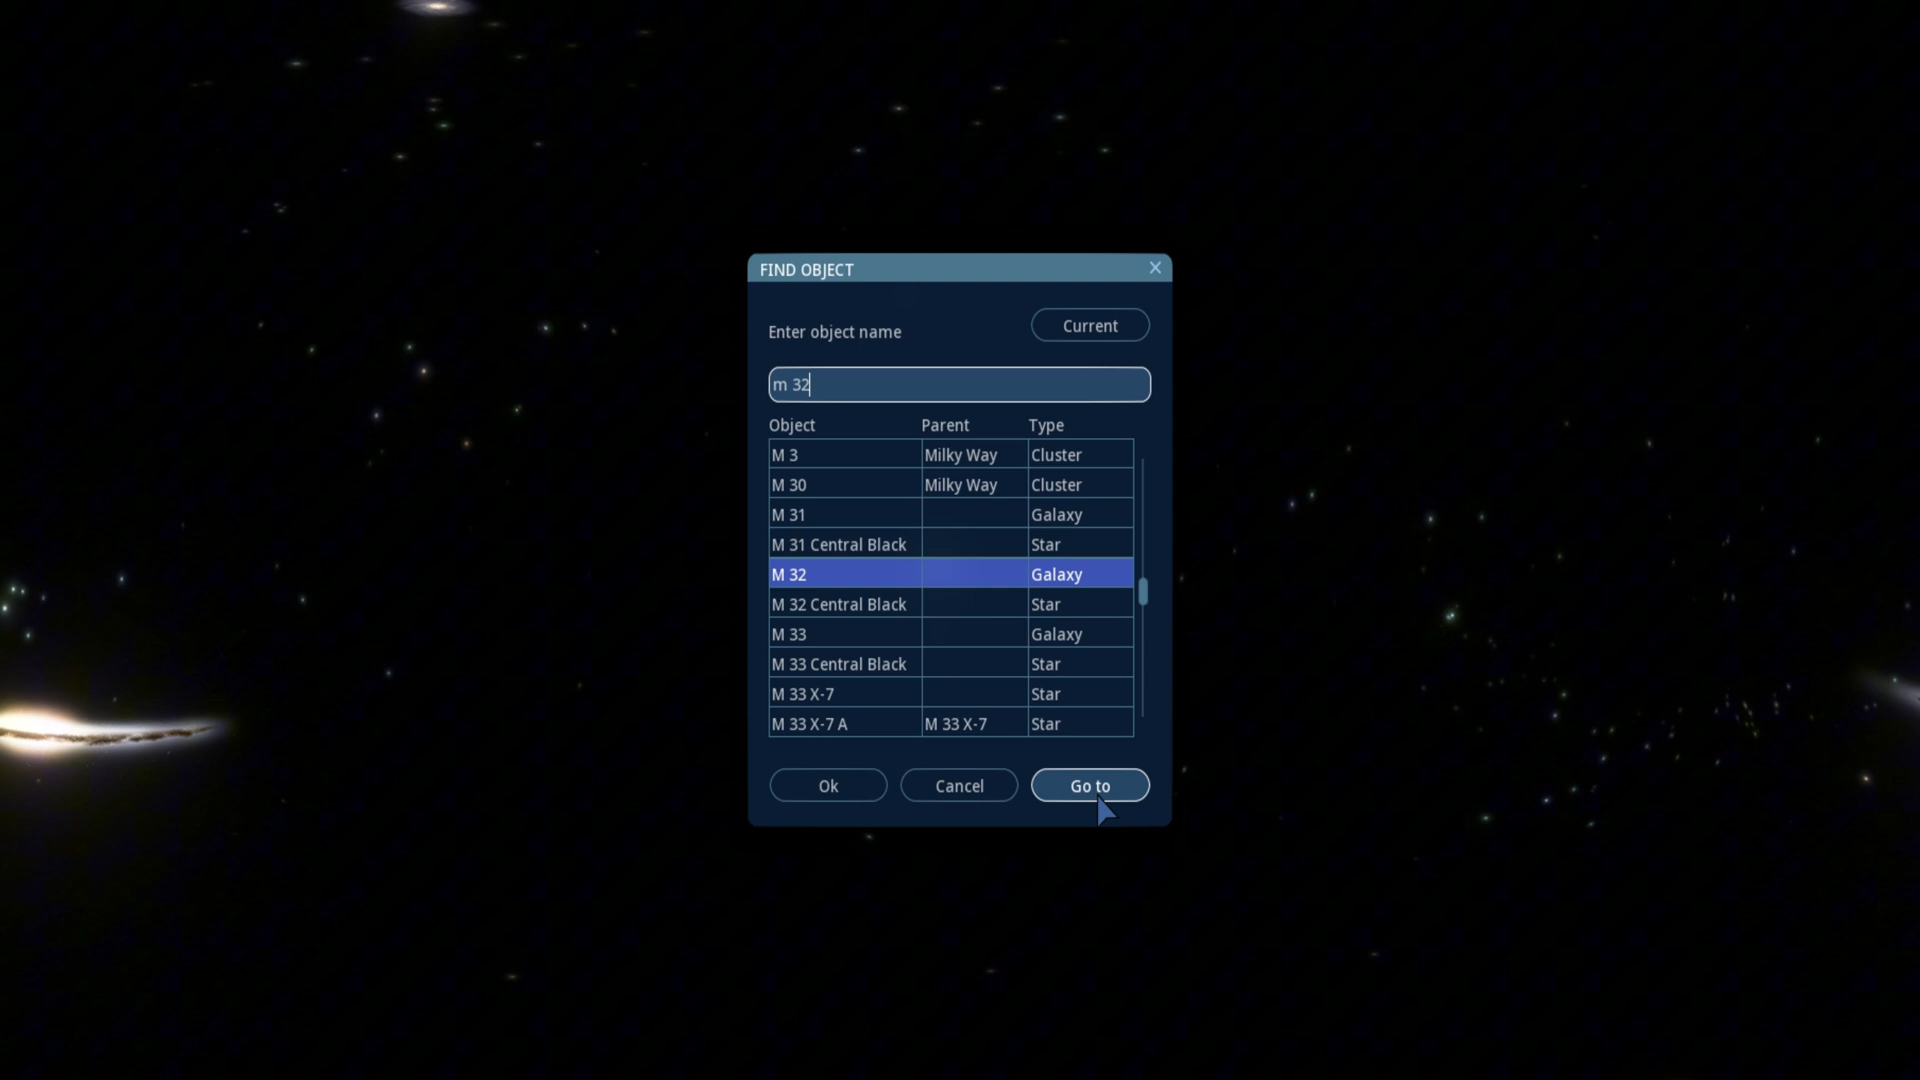 FIND OBJECT
Enter object name
Current
m 32
Object Parent Type
M 3 Milky Way Cluster
M 30 Milky Way Cluster
M 31 Galaxy
M 31 Central Black Star
M 32 Galaxy
M 32 Central Black Star
M 33 Galaxy
M 33 Central Black Star
M 33 X-7 Star
M 33 X-7 A M 33 X-7 Star
Ok Cancel Go to